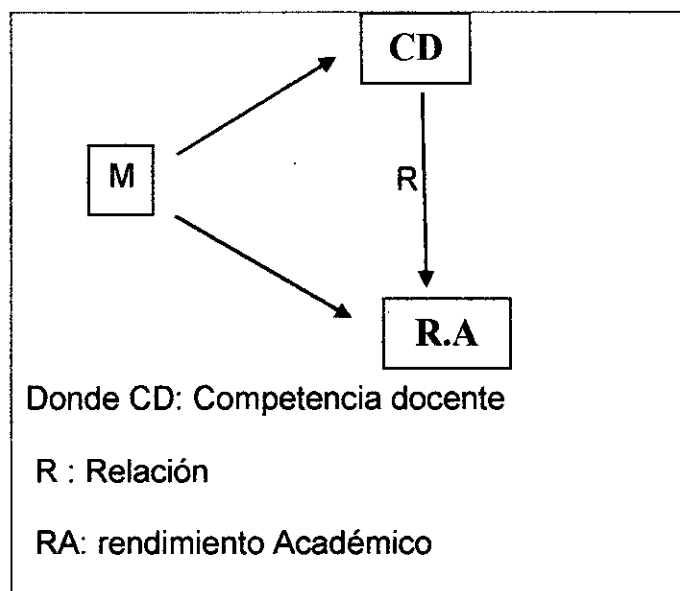 CD
M
R
R.A
Donde CD: Competencia docente
R : Relación
RA: rendimiento Académico